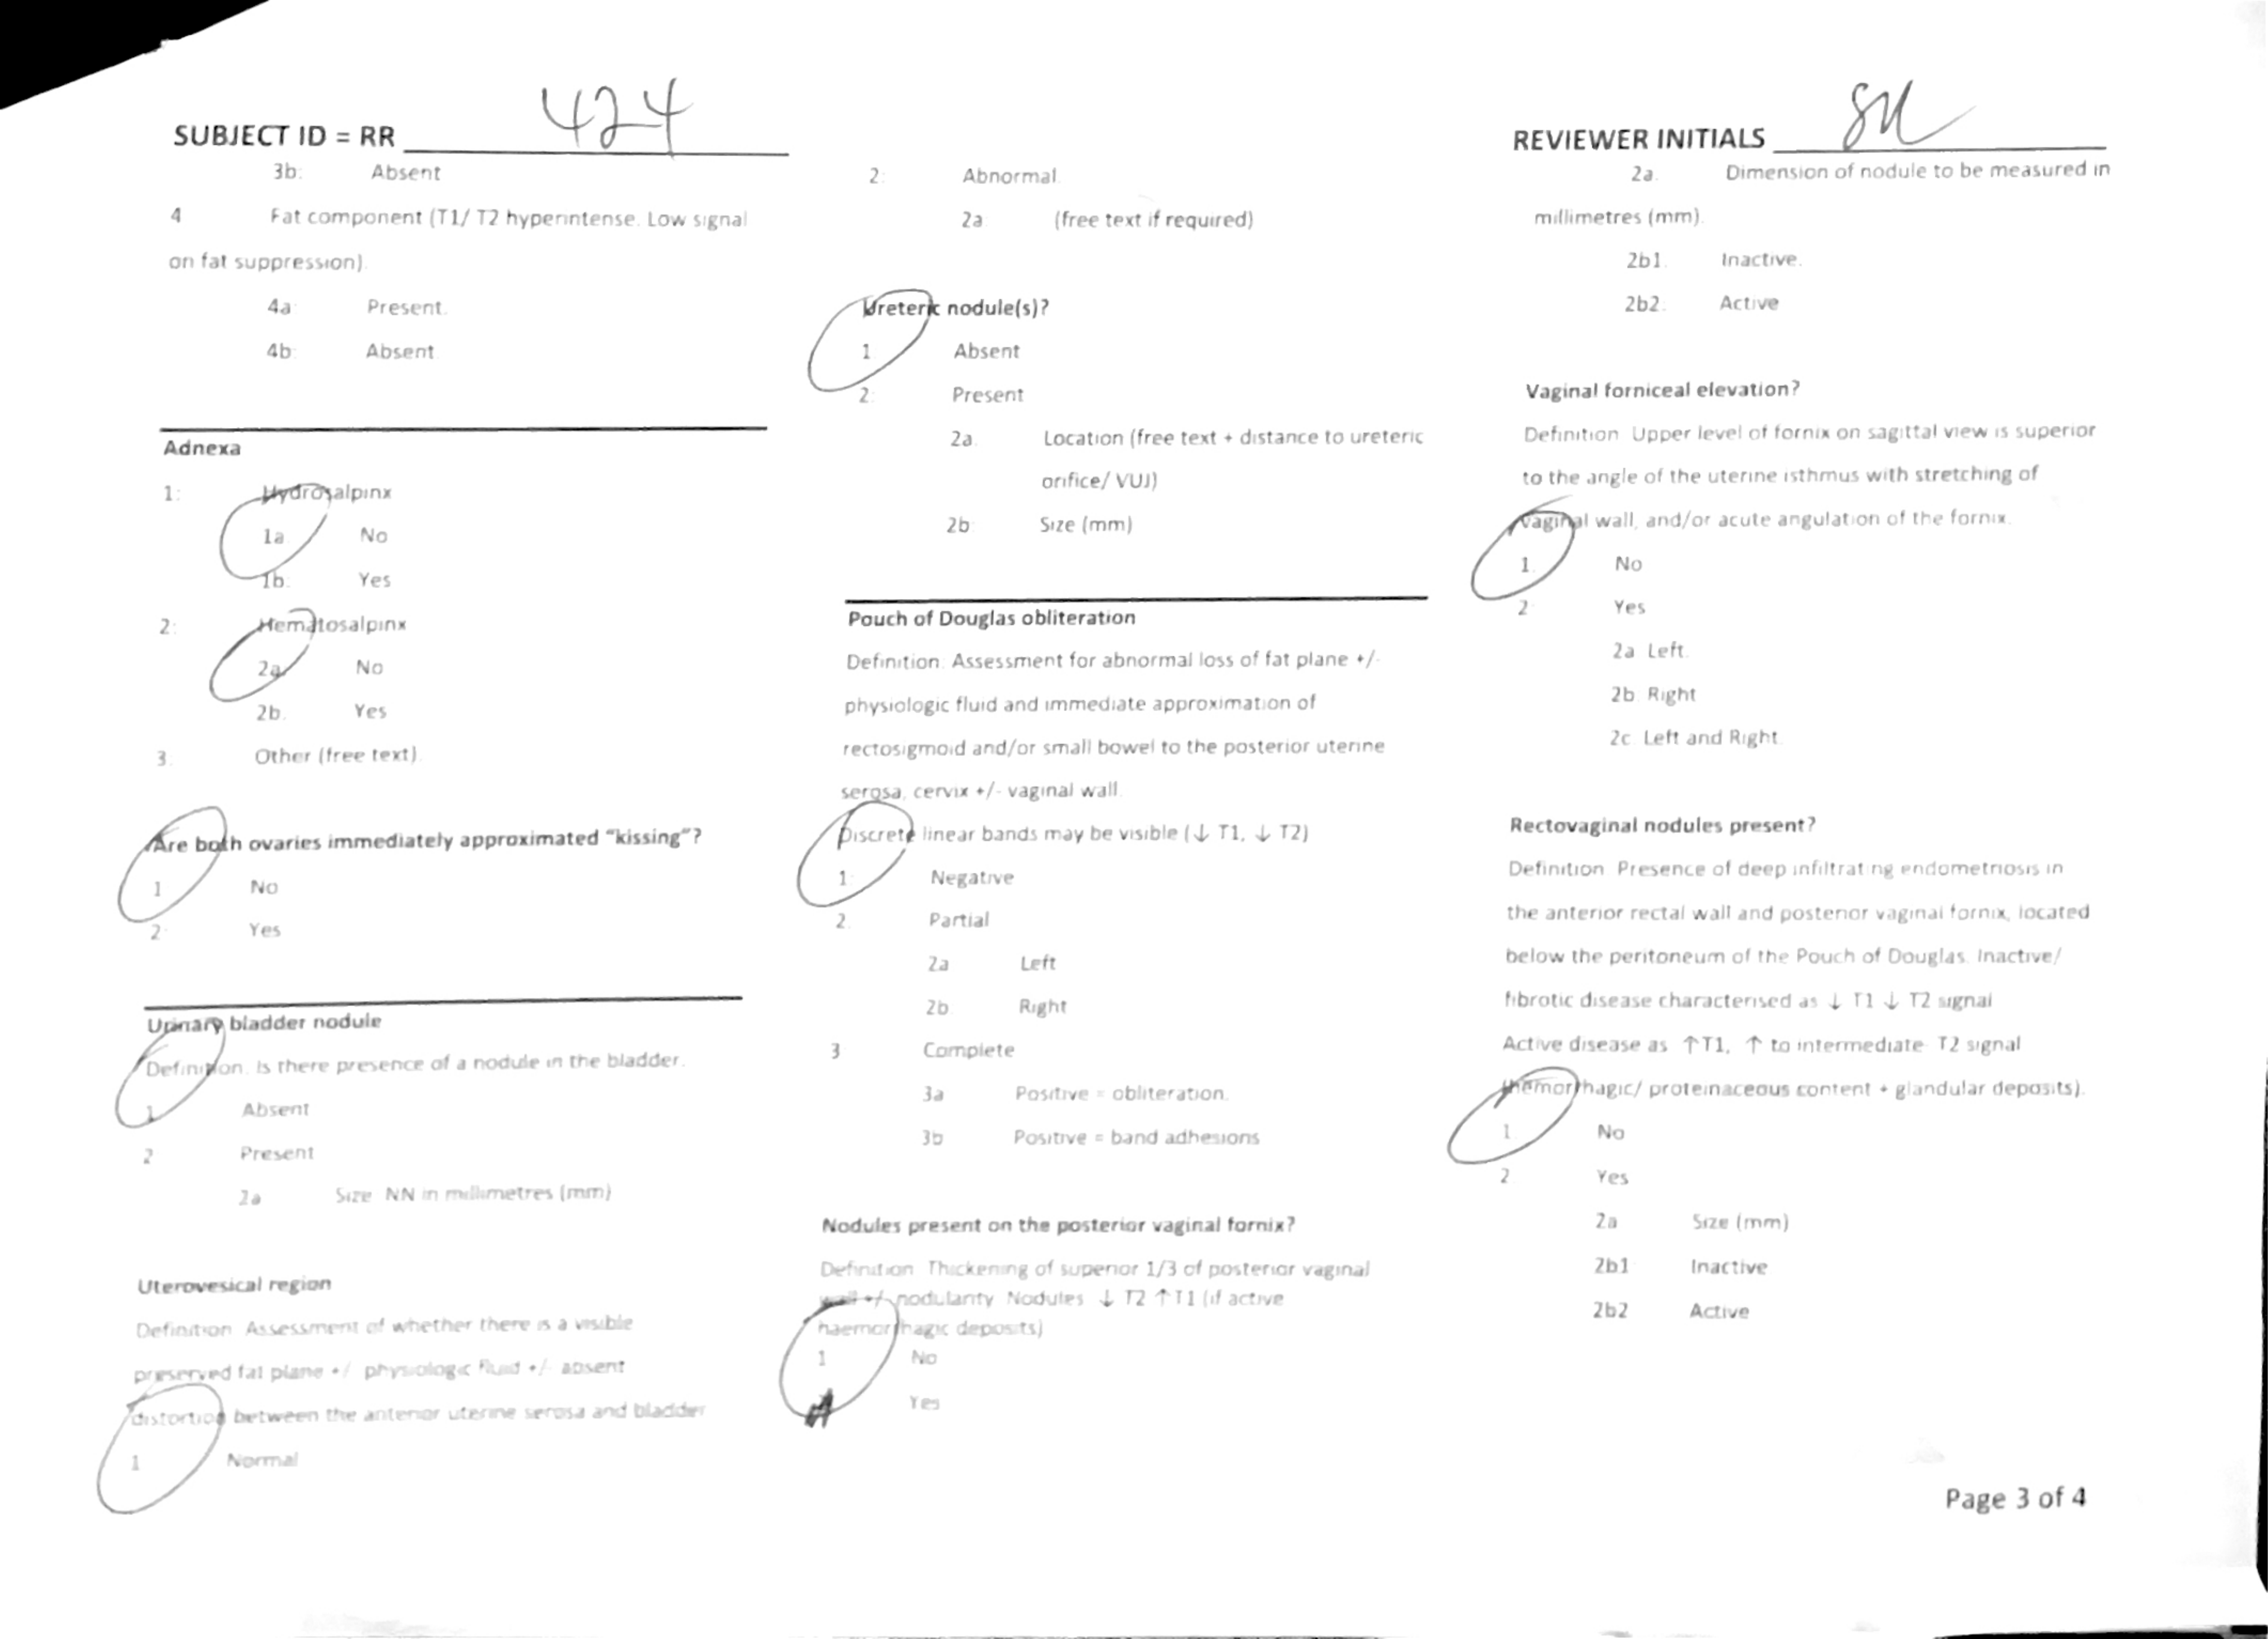 SUBJECT ID = RR 424
3b: Absent
4 Fat component (T1/ T2 hyperintense. Low signal
on fat suppression).
4a: Present.
4b: Absent
Adnexa
1: Hydrosalpinx
1a. No
1b: Yes
2: Hematosalpinx
2a. No
2b. Yes
3: Other (free text).
Are both ovaries immediately approximated “kissing”?
1 No
2: Yes
Urinary bladder nodule
Definition: Is there presence of a nodule in the bladder.
1 Absent
2 Present
2a Size NN in millimetres (mm)
Uterovesical region
Definition: Assessment of whether there is a visible
preserved fat plane +/- physiologic fluid +/- absent
distortion between the anterior uterine serosa and bladder
1 Normal
2: Abnormal.
2a (free text if required)
Ureteric nodule(s)?
1 Absent
2: Present
2a. Location (free text + distance to ureteric
orifice/ VUJ)
2b: Size (mm)
Pouch of Douglas obliteration
Definition: Assessment for abnormal loss of fat plane +/-
physiologic fluid and immediate approximation of
rectosigmoid and/or small bowel to the posterior uterine
serosa, cervix +/- vaginal wall.
Discrete linear bands may be visible (↓ T1, ↓ T2)
1: Negative
2. Partial
2a Left
2b Right
3 Complete
3a Positive = obliteration.
3b Positive = band adhesions
Nodules present on the posterior vaginal fornix?
Definition: Thickening of superior 1/3 of posterior vaginal
wall +/- nodularity Nodules ↓ T2 ↑ T1 (if active
haemorrhagic deposits)
1 No
Yes
REVIEWER INITIALS
2a. Dimension of nodule to be measured in
millimetres (mm).
2b1. Inactive.
2b2. Active
Vaginal forniceal elevation?
Definition: Upper level of fornix on sagittal view is superior
to the angle of the uterine isthmus with stretching of
vaginal wall, and/or acute angulation of the fornix.
1. No
2 Yes
2a Left.
2b. Right
2c Left and Right.
Rectovaginal nodules present?
Definition: Presence of deep infiltrating endometriosis in
the anterior rectal wall and posterior vaginal fornix, located
below the peritoneum of the Pouch of Douglas. Inactive/
fibrotic disease characterised as ↓ T1 ↓ T2 signal
Active disease as ↑T1, ↑ to intermediate T2 signal
(hemorrhagic/ proteinaceous content + glandular deposits).
1 No
2 Yes
2a Size (mm)
2b1 Inactive
2b2 Active
Page 3 of 4